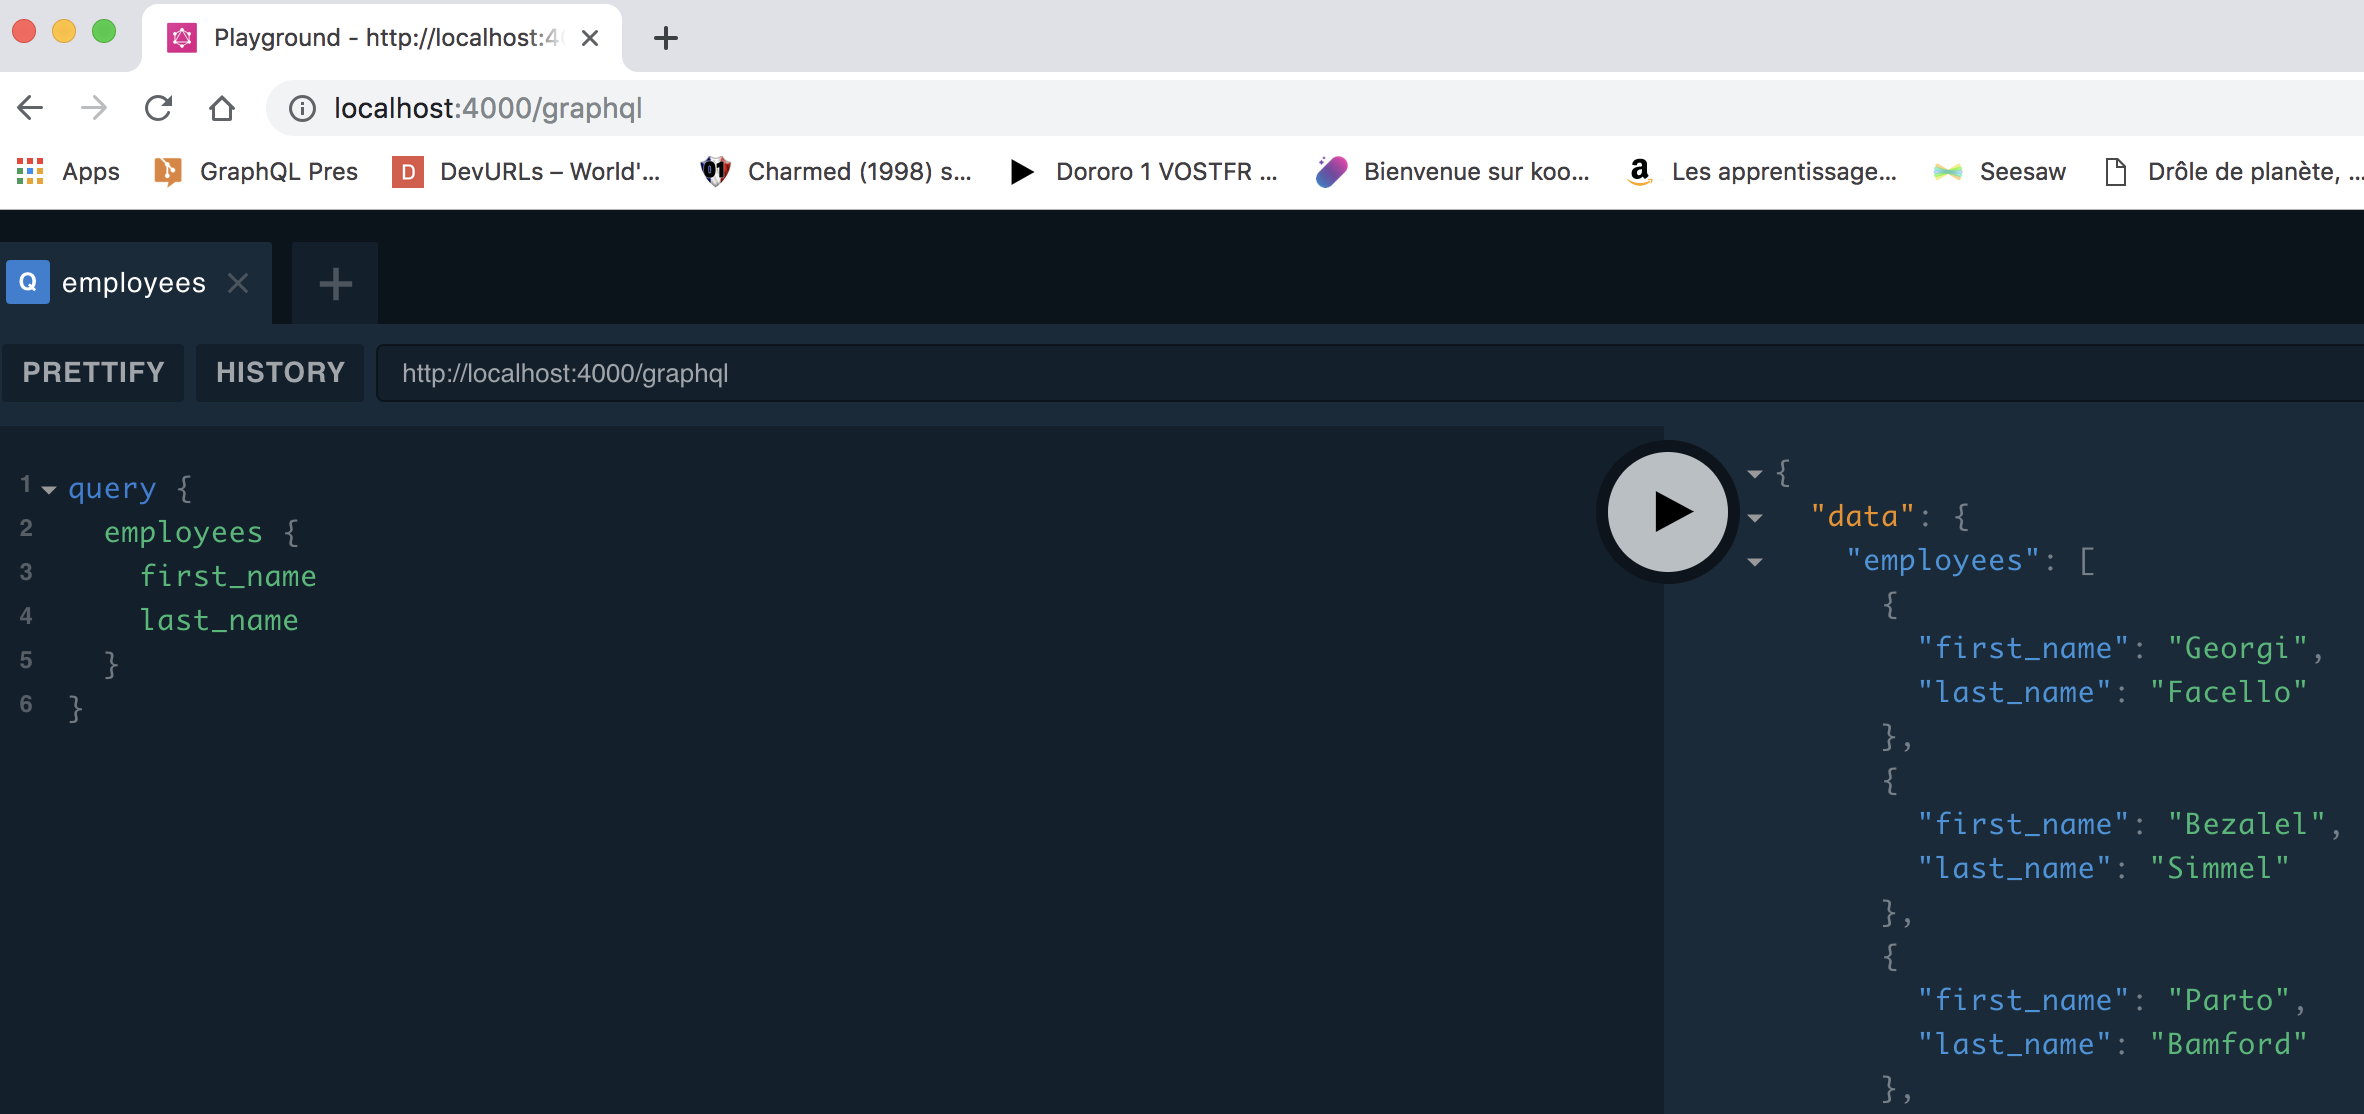 Playground - http://localhost:4
localhost:4000/graphql
Apps GraphQL Pres D DevURLs – World'... 01 Charmed (1998) s... Dororo 1 VOSTFR ... Bienvenue sur koo... a Les apprentissage... Seesaw Drôle de planète, ...
Q employees
PRETTIFY HISTORY http://localhost:4000/graphql
1 query {
2 employees {
3 first_name
4 last_name
5 }
6 }
{
"data": {
"employees": [
{
"first_name": "Georgi",
"last_name": "Facello"
},
{
"first_name": "Bezalel",
"last_name": "Simmel"
},
{
"first_name": "Parto",
"last_name": "Bamford"
},